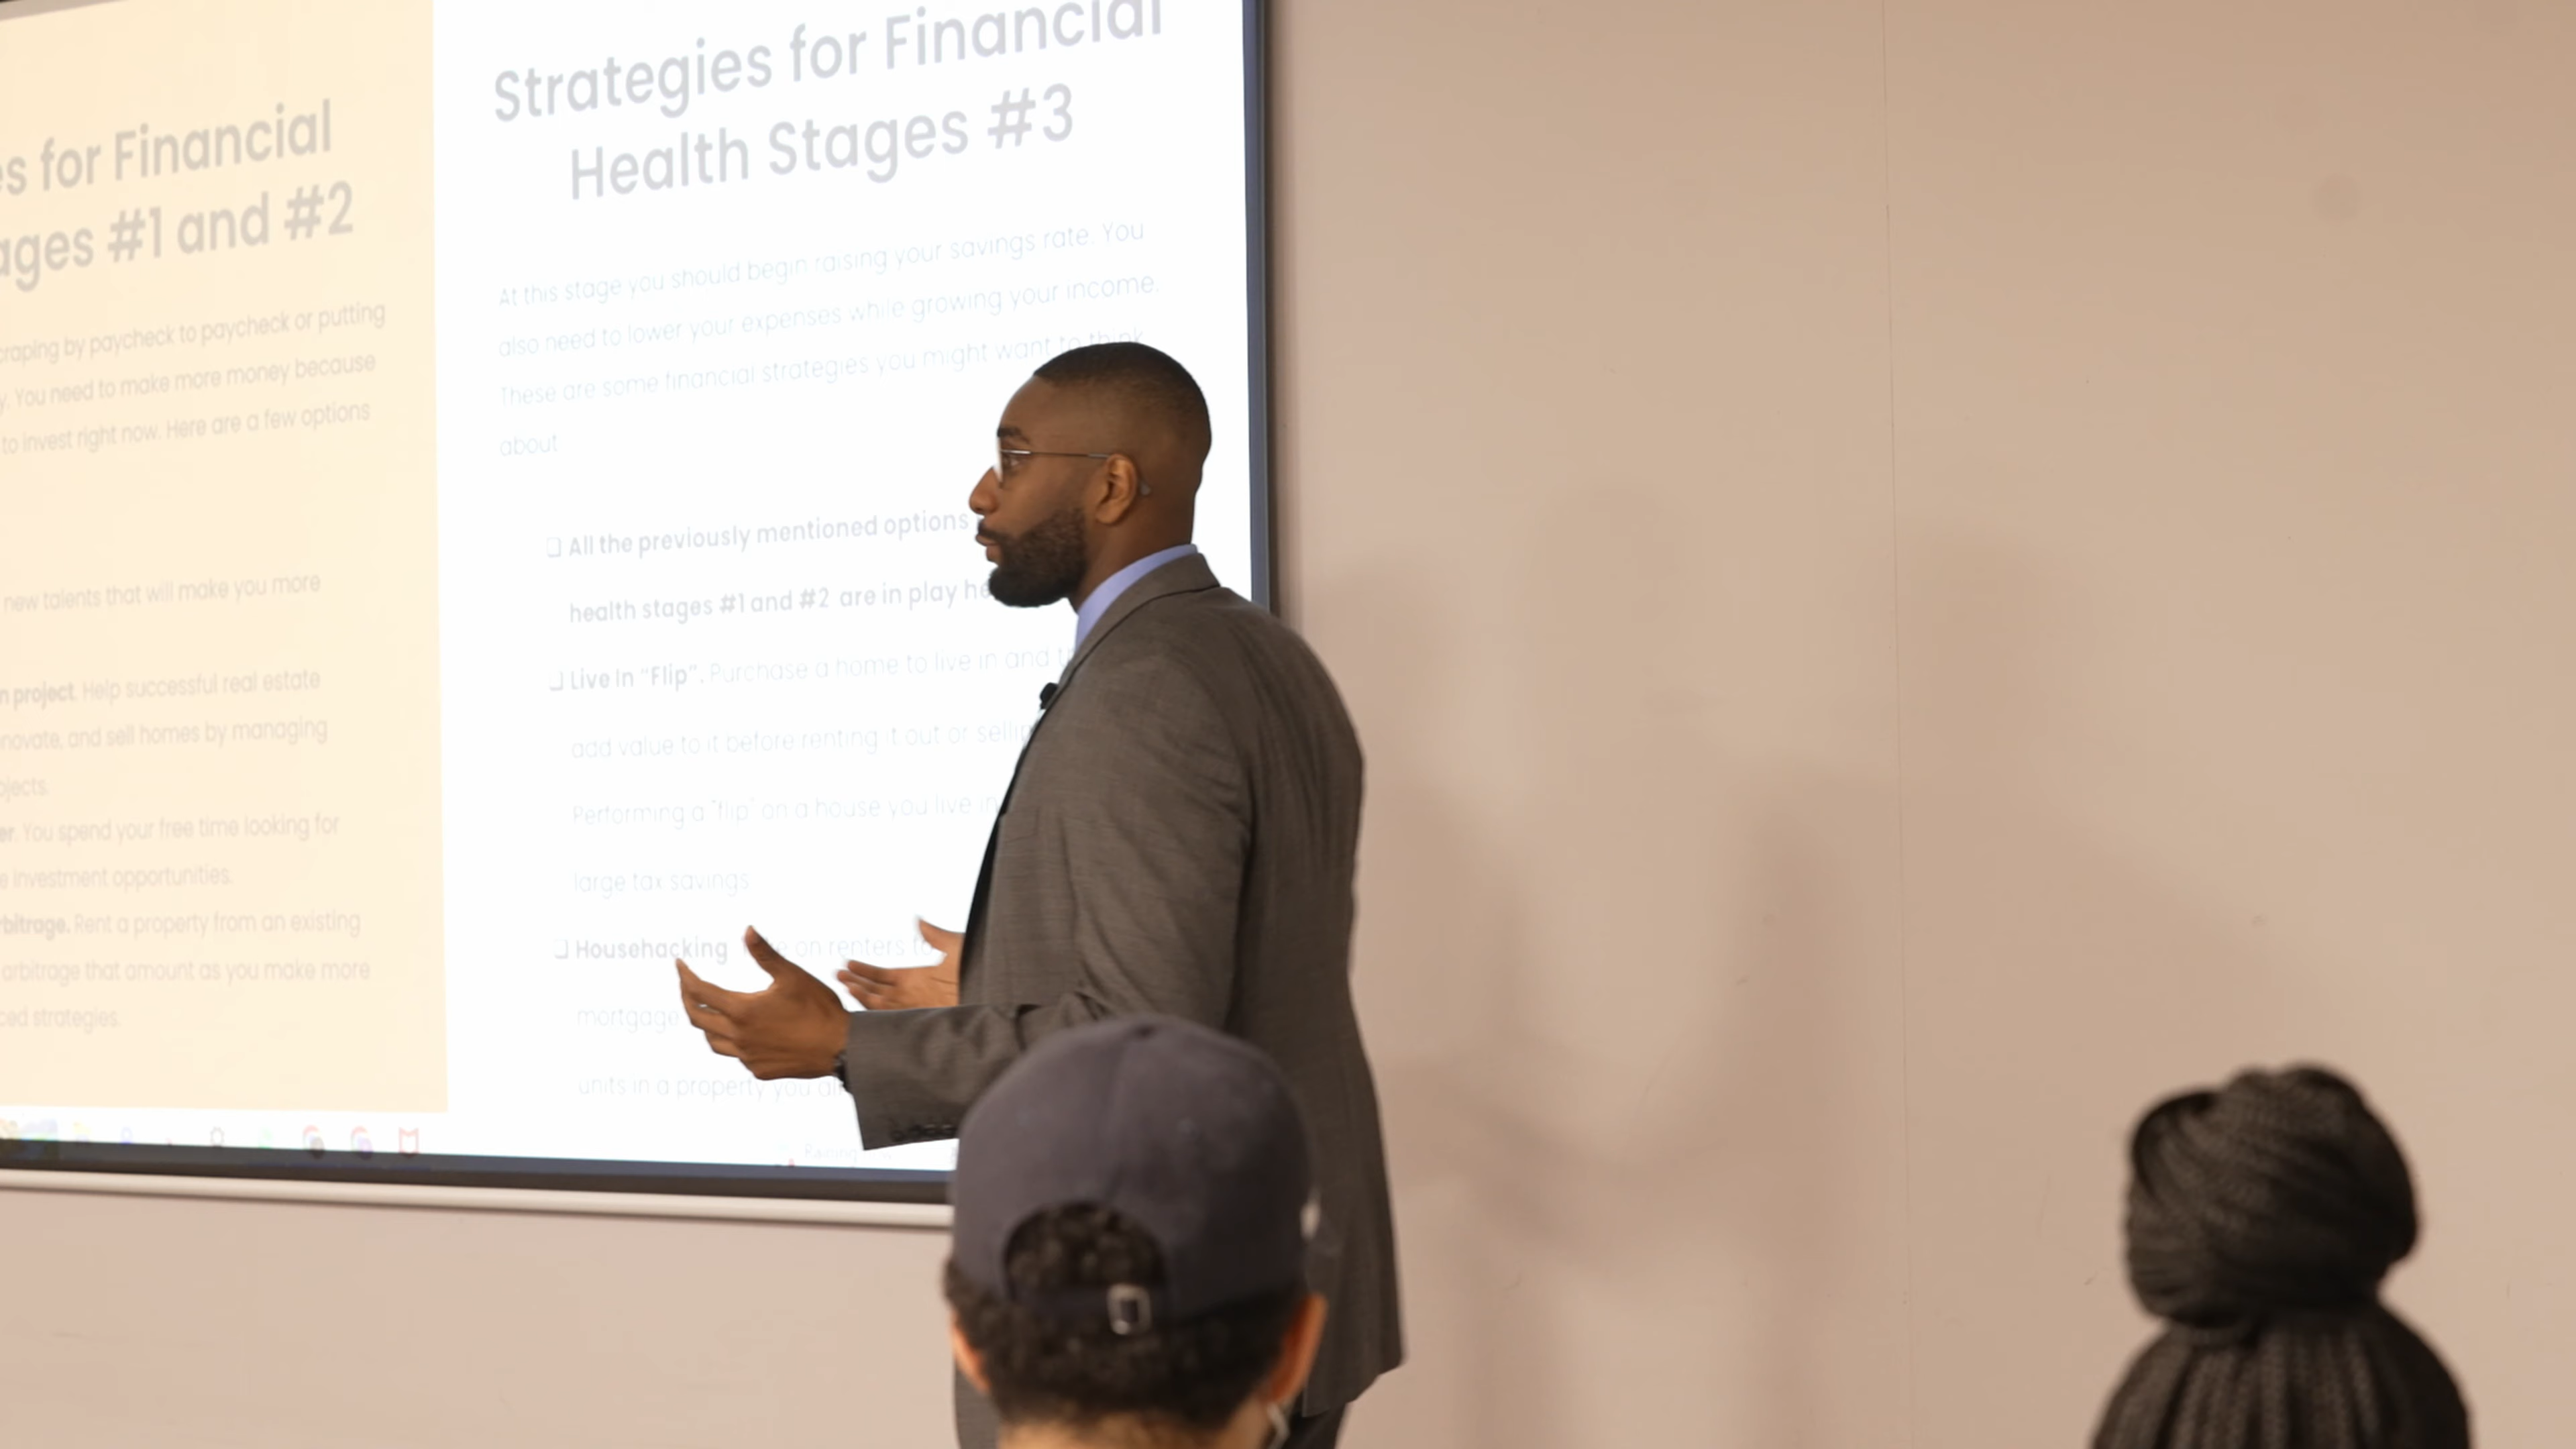 es for Financial
ages #1 and #2
craping by paycheck to paycheck or putting
y. You need to make more money because
to invest right now. Here are a few options
new talents that will make you more
n project. Help successful real estate
novate, and sell homes by managing
ojects.
er. You spend your free time looking for
e investment opportunities.
rbitrage. Rent a property from an existing
arbitrage that amount as you make more
ced strategies.
Strategies for Financial
Health Stages #3
At this stage you should begin raising your savings rate. You
also need to lower your expenses while growing your income.
These are some financial strategies you might want to think
about
❏ All the previously mentioned options
health stages #1 and #2 are in play he
❏ Live In "Flip". Purchase a home to live in and
add value to it before renting it out or sellin
Performing a "flip" on a house you live in
large tax savings
❏ Househacking on renters to
mortgage
units in a property you